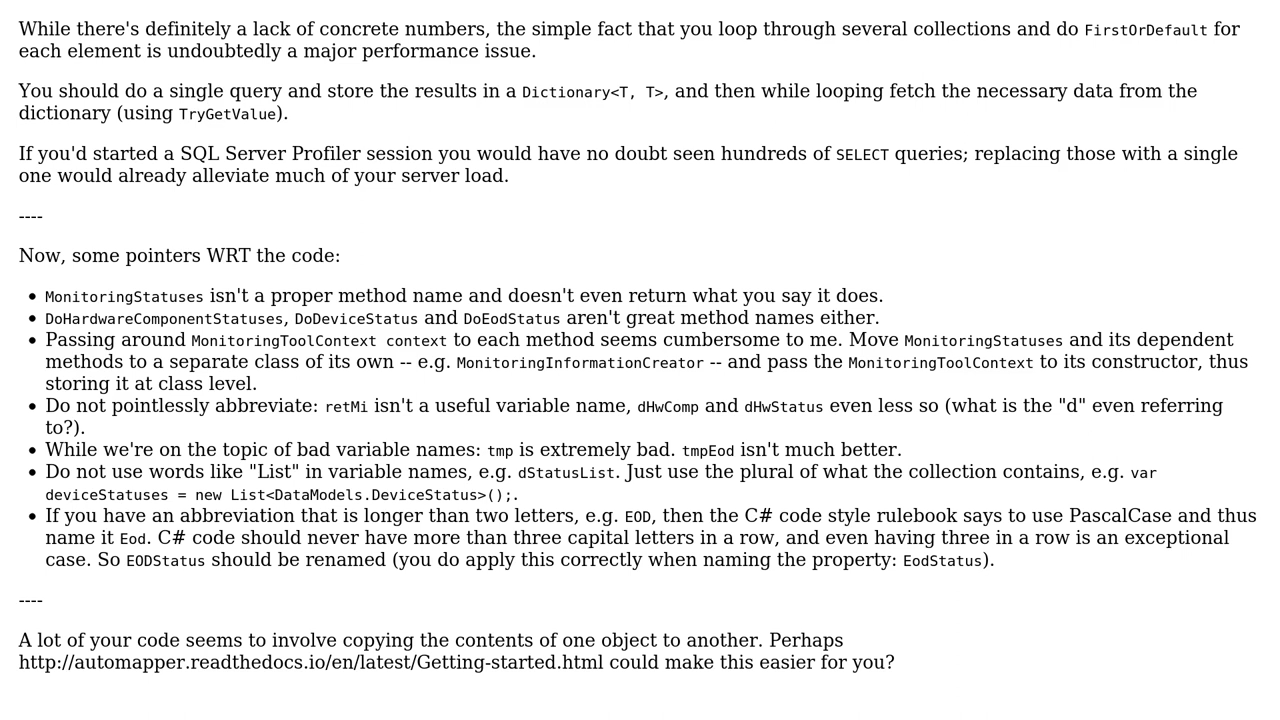 While there's definitely a lack of concrete numbers, the simple fact that you loop through several collections and do FirstOrDefault for
each element is undoubtedly a major performance issue.
You should do a single query and store the results in a Dictionary<T, T>, and then while looping fetch the necessary data from the
dictionary (using TryGetValue).
If you'd started a SQL Server Profiler session you would have no doubt seen hundreds of SELECT queries; replacing those with a single
one would already alleviate much of your server load.
----
Now, some pointers WRT the code:
• MonitoringStatuses isn't a proper method name and doesn't even return what you say it does.
• DoHardwareComponentStatuses, DoDeviceStatus and DoEodStatus aren't great method names either.
• Passing around MonitoringToolContext context to each method seems cumbersome to me. Move MonitoringStatuses and its dependent
methods to a separate class of its own -- e.g. MonitoringInformationCreator -- and pass the MonitoringToolContext to its constructor, thus
storing it at class level.
• Do not pointlessly abbreviate: retMi isn't a useful variable name, dHwComp and dHwStatus even less so (what is the "d" even referring
to?).
• While we're on the topic of bad variable names: tmp is extremely bad. tmpEod isn't much better.
• Do not use words like "List" in variable names, e.g. dStatusList. Just use the plural of what the collection contains, e.g. var
deviceStatuses = new List<DataModels.DeviceStatus>();.
• If you have an abbreviation that is longer than two letters, e.g. EOD, then the C# code style rulebook says to use PascalCase and thus
name it Eod. C# code should never have more than three capital letters in a row, and even having three in a row is an exceptional
case. So EODStatus should be renamed (you do apply this correctly when naming the property: EodStatus).
----
A lot of your code seems to involve copying the contents of one object to another. Perhaps
http://automapper.readthedocs.io/en/latest/Getting-started.html could make this easier for you?